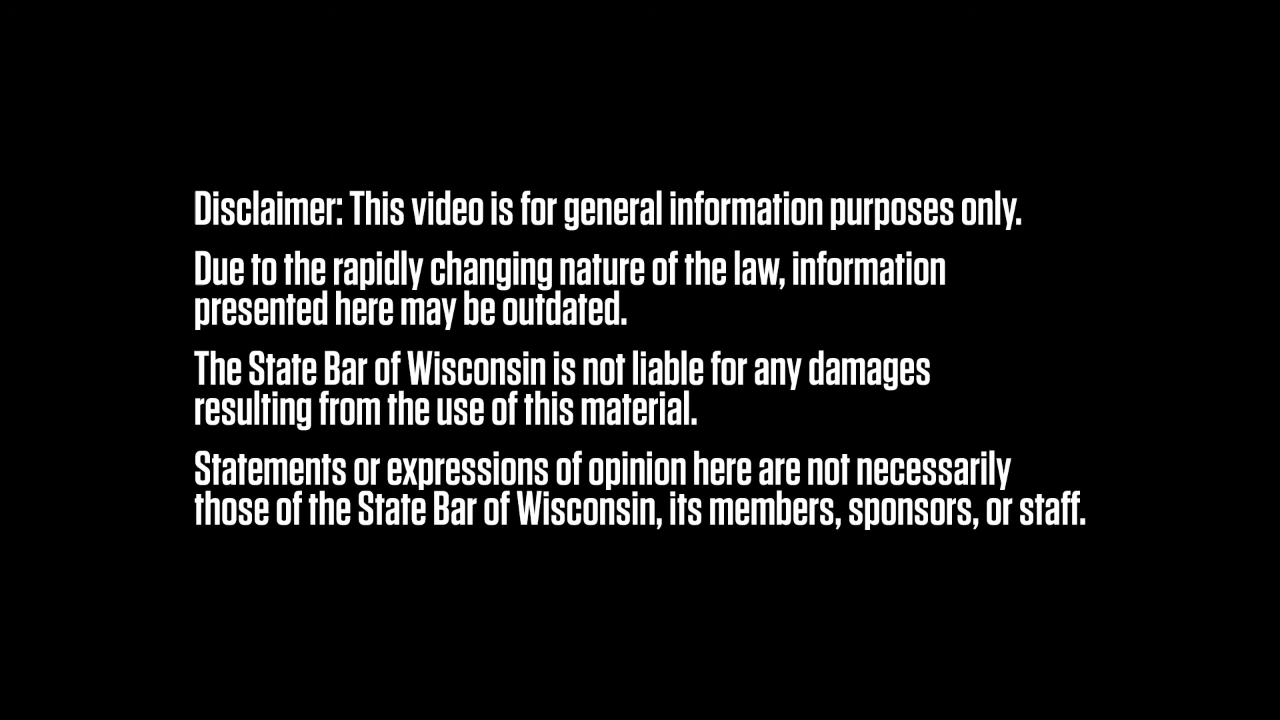 Disclaimer: This video is for general information purposes only.
Due to the rapidly changing nature of the law, information
presented here may be outdated.
The State Bar of Wisconsin is not liable for any damages
resulting from the use of this material.
Statements or expressions of opinion here are not necessarily
those of the State Bar of Wisconsin, its members, sponsors, or staff.